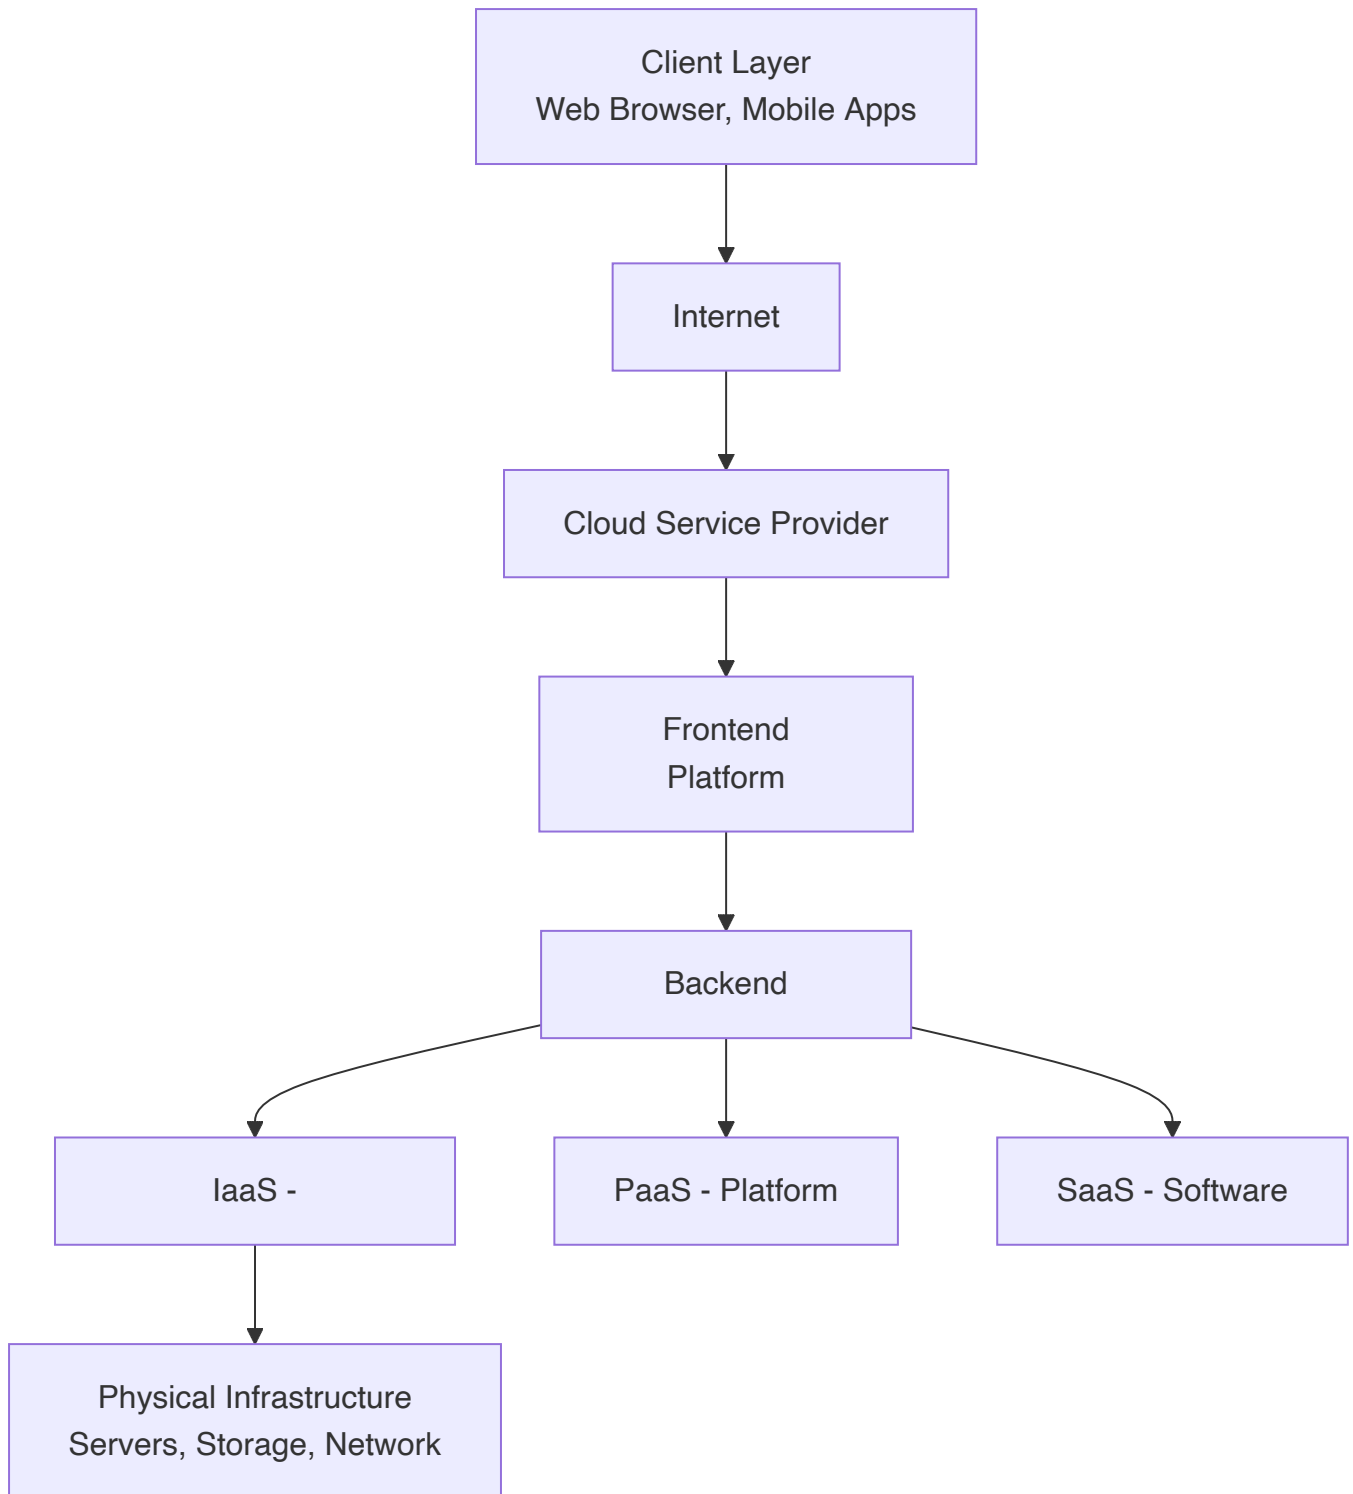 Client Layer
Web Browser, Mobile Apps
Internet
Cloud Service Provider
Frontend
Platform
Backend
IaaS -
PaaS - Platform
SaaS - Software
Physical Infrastructure
Servers, Storage, Network